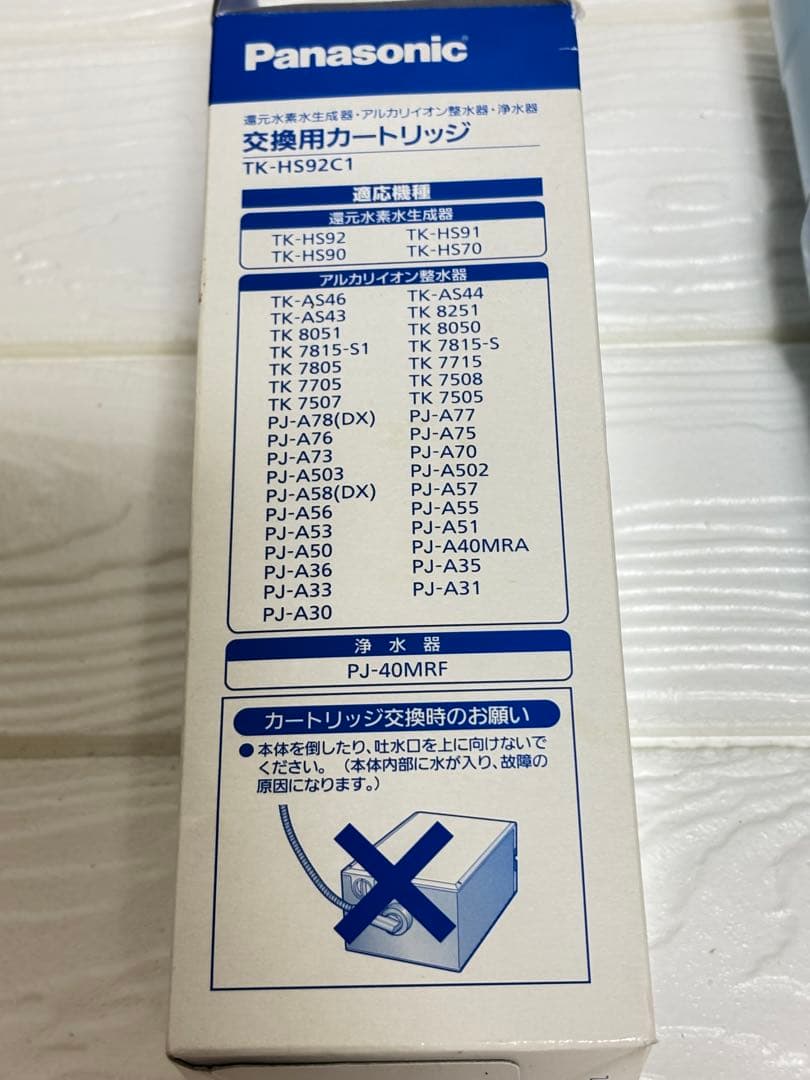 Panasonic
還元水素水生成器・アルカリイオン整水器・浄水器
交換用カートリッジ
TK-HS92C1
適応機種
還元水素水生成器
TK-HS92 TK-HS91
TK-HS90 TK-HS70
アルカリイオン整水器
TK-AS46 TK-AS44
TK-AS43 TK 8251
TK 8051 TK 8050
TK 7815-S1 TK 7815-S
TK 7805 TK 7715
TK 7705 TK 7508
TK 7507 TK 7505
PJ-A78(DX) PJ-A77
PJ-A76 PJ-A75
PJ-A73 PJ-A70
PJ-A503 PJ-A502
PJ-A58(DX) PJ-A57
PJ-A56 PJ-A55
PJ-A53 PJ-A51
PJ-A50 PJ-A40MRA
PJ-A36 PJ-A35
PJ-A33 PJ-A31
PJ-A30
浄水器
PJ-40MRF
カートリッジ交換時のお願い
●本体を倒したり、吐水口を上に向けないで
ください。（本体内部に水が入り、故障の
原因になります。）